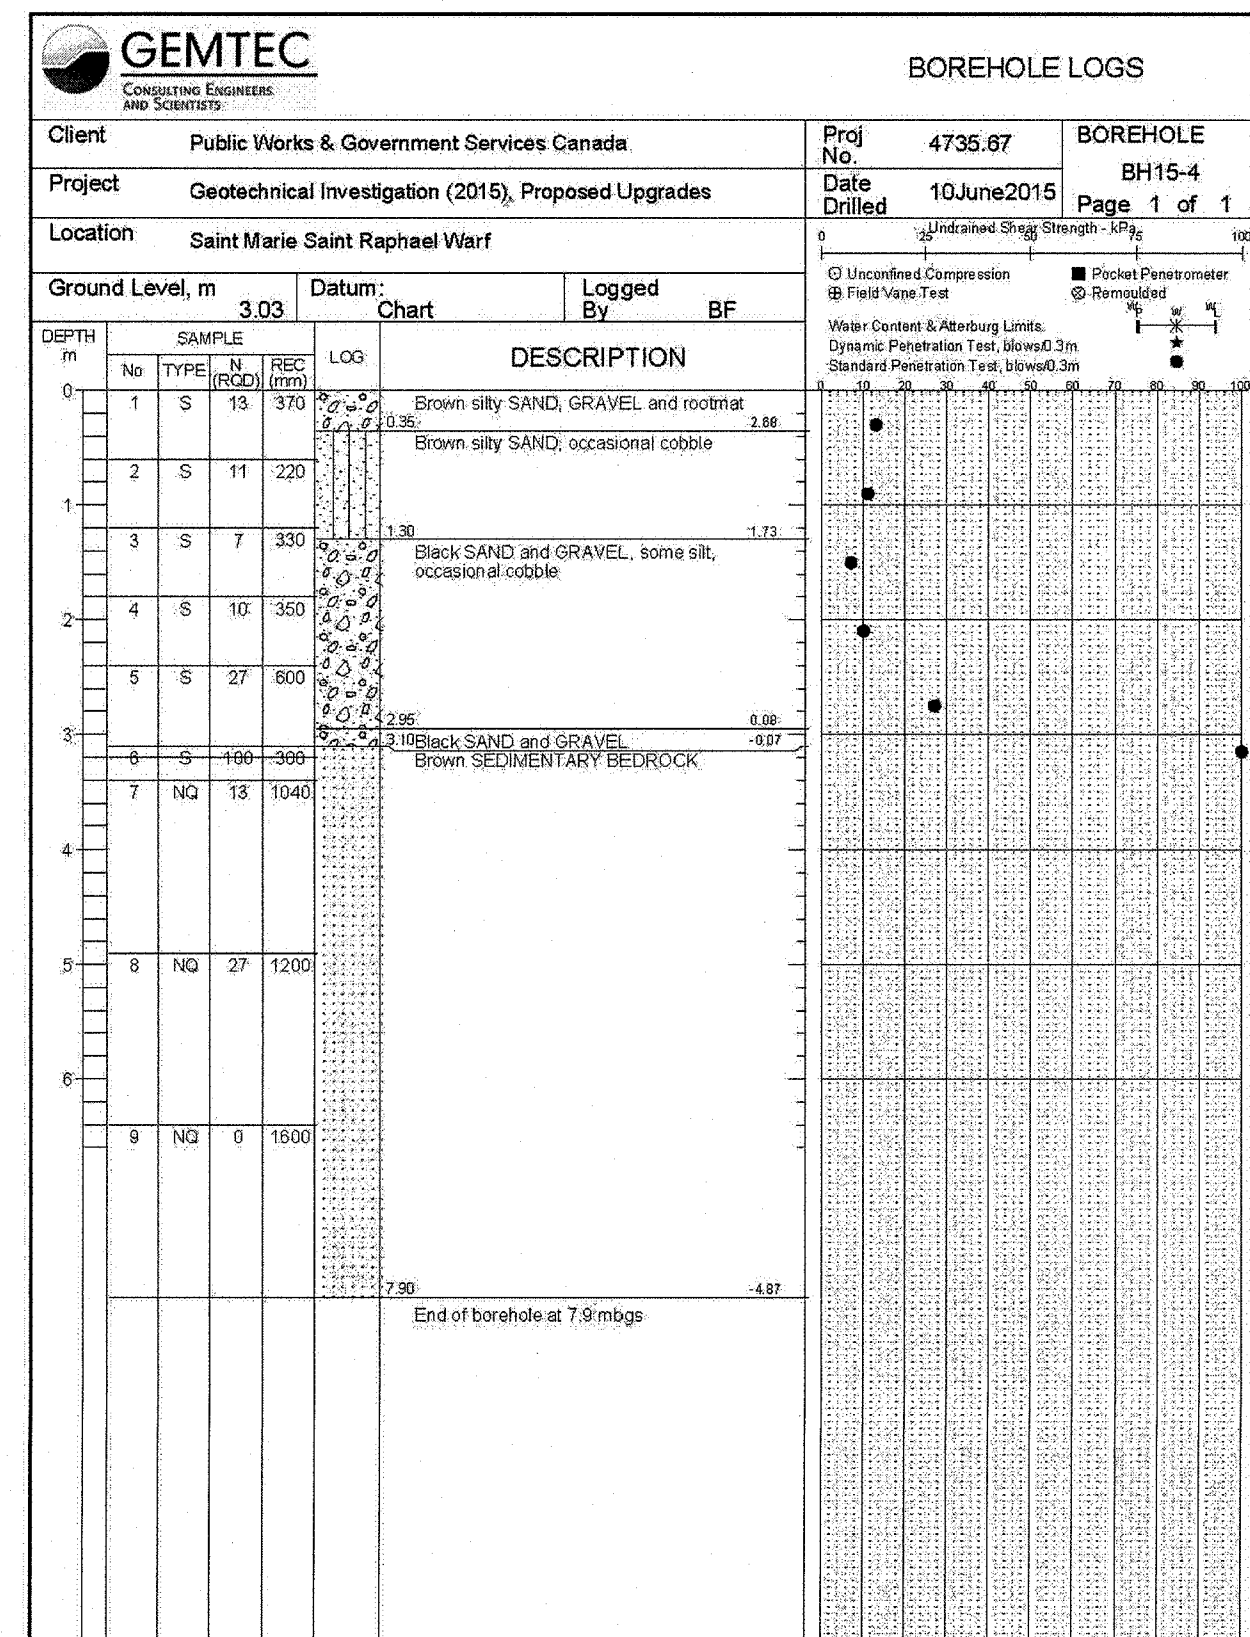 GEMTEC
CONSULTING ENGINEERS
AND SCIENTISTS
BOREHOLE LOGS
Client Public Works & Government Services Canada
Proj No. 4735.67
BOREHOLE
BH15-4
Page 1 of 1
Project Geotechnical Investigation (2015), Proposed Upgrades
Date Drilled 10June2015
Location Saint Marie Saint Raphael Warf
Undrained Shear Strength - kPa
0 25 50 75 100
Unconfined Compression Pocket Penetrometer
Field Vane Test Remoulded
Ground Level, m 3.03
Datum: Chart
Logged By BF
Wp W WL
Water Content & Atterburg Limits
Dynamic Penetration Test, blows/0.3m
Standard Penetration Test, blows/0.3m
DEPTH m
SAMPLE
No TYPE N (RQD) REC (mm)
LOG
DESCRIPTION
0 10 20 30 40 50 60 70 80 90 100
0
1 S 13 370 Brown silty SAND, GRAVEL and rootmat
0.35 2.68
Brown silty SAND, occasional cobble
2 S 11 220
1
1.30 1.73
3 S 7 330
Black SAND and GRAVEL, some silt,
occasional cobble
4 S 10 350
2
5 S 27 600
2.95 0.08
3
3.10 Black SAND and GRAVEL -0.07
6 S 100 300 Brown SEDIMENTARY BEDROCK
7 NQ 13 1040
4
5 8 NQ 27 1200
6
9 NQ 0 1600
7.90 -4.87
End of borehole at 7.9 mbgs